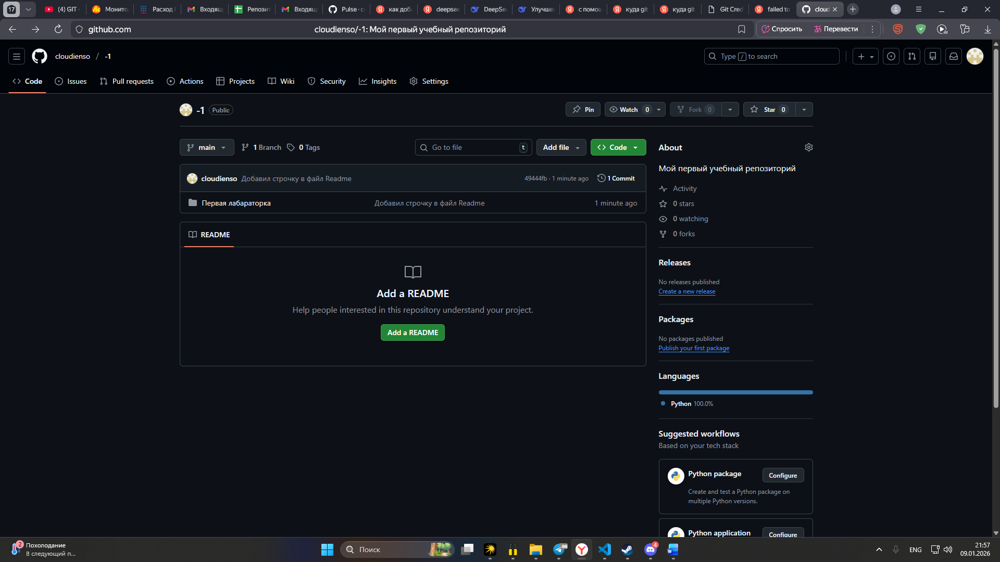 17
(4) GIT -
Монито
Расход Г
Входящ
Репозит
Входящ
Pulse · c
как доба
deepsee
DeepSe
Улучше
с помощ
куда git
куда git
Git Cred
failed to
cloud
github.com
cloudienso/-1: Мой первый учебный репозиторий
Спросить
Перевести
cloudienso / -1
Type / to search
Code
Issues
Pull requests
Actions
Projects
Wiki
Security
Insights
Settings
-1
Public
Pin
Watch 0
Fork 0
Star 0
main
1 Branch
0 Tags
Go to file
t
Add file
Code
cloudienso Добавил строчку в файл Readme
49444fb · 1 minute ago
1 Commit
Первая лабараторка
Добавил строчку в файл Readme
1 minute ago
README
Add a README
Help people interested in this repository understand your project.
Add a README
About
Мой первый учебный репозиторий
Activity
0 stars
0 watching
0 forks
Releases
No releases published
Create a new release
Packages
No packages published
Publish your first package
Languages
Python 100.0%
Suggested workflows
Based on your tech stack
Python package
Configure
Create and test a Python package on
multiple Python versions.
Python application
Configure
2
Похолодание
В следующий п...
Поиск
66
4
ENG
21:57
09.01.2026